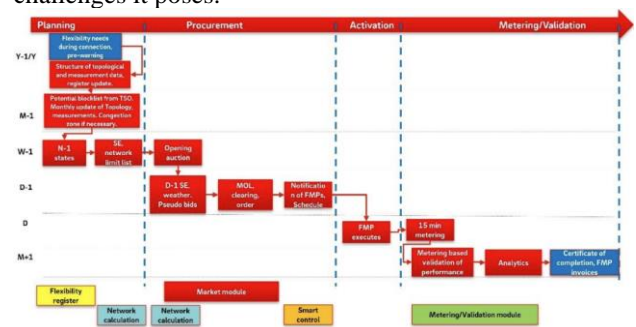 challenges it poses.
Planning
Procurement
Activation
Metering/Validation
Y-1/Y
Flexibility needs
during connection,
pre-warning
Structure of topological
and measurement data,
register update.
M-1
Potential blocklist from TSO.
Monthly update of Topology,
measurements. Congestion
zone if necessary.
W-1
N-1
states
SE,
network
limit list
Opening
auction
D-1
D-1 SE,
weather.
Pseudo bids
MOL,
clearing,
order
Notificatio
n of FMPs,
Schedule
D
FMP
executes
15 min
metering
M+1
Metering based
validation of
performance
Analytics
Certificate of
completion, FMP
invoices
Flexibility
register
Market module
Network
calculation
Network
calculation
Smart
control
Metering/Validation module